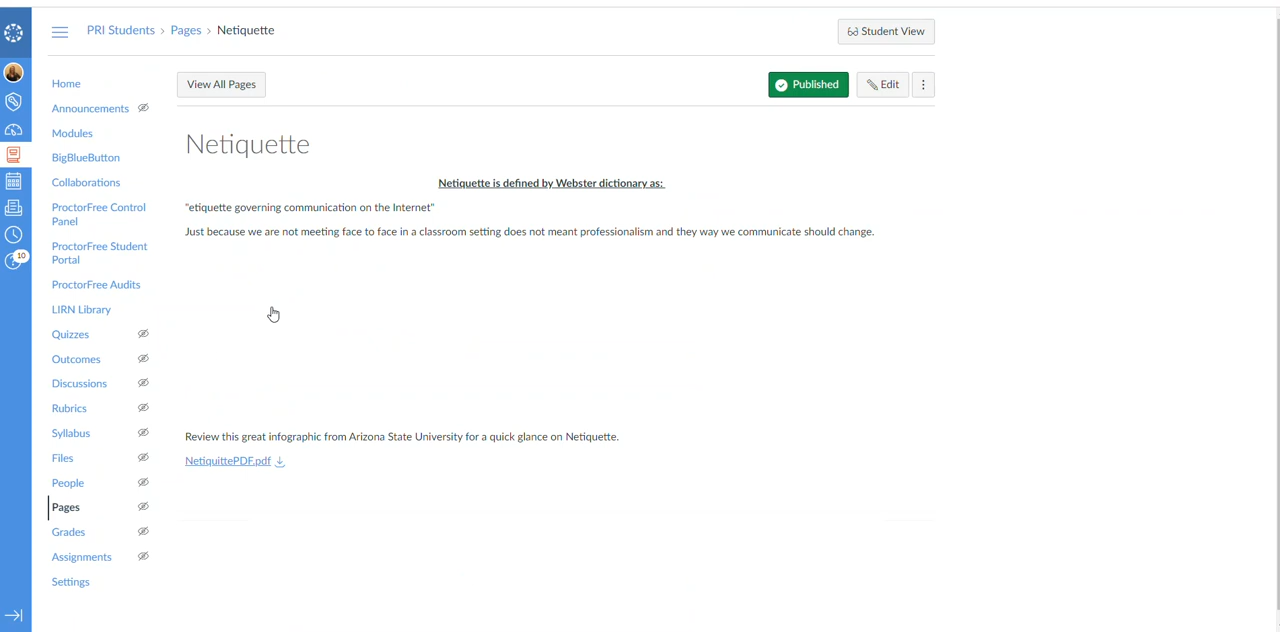 PRI Students › Pages › Netiquette
Student View
Home
Announcements
Modules
BigBlueButton
Collaborations
ProctorFree Control
Panel
ProctorFree Student
Portal
ProctorFree Audits
LIRN Library
Quizzes
Outcomes
Discussions
Rubrics
Syllabus
Files
People
Pages
Grades
Assignments
Settings
10
View All Pages
Published
Edit
Netiquette
Netiquette is defined by Webster dictionary as:
"etiquette governing communication on the Internet"
Just because we are not meeting face to face in a classroom setting does not meant professionalism and they way we communicate should change.
Review this great infographic from Arizona State University for a quick glance on Netiquette.
NetiquittePDF.pdf